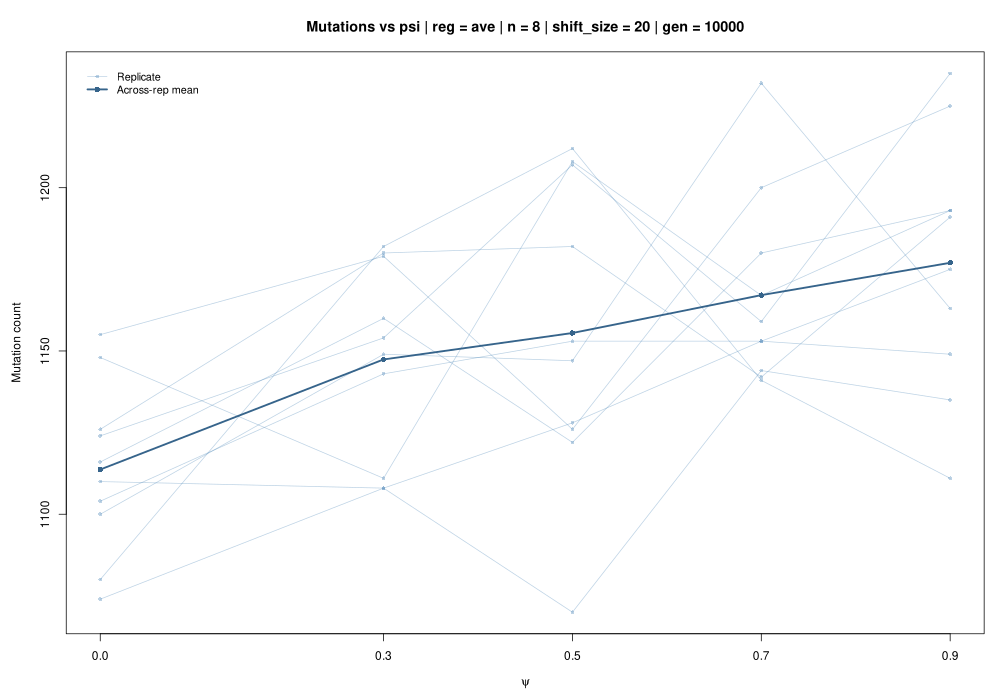 Mutations vs psi | reg = ave | n = 8 | shift_size = 20 | gen = 10000
Replicate
Across-rep mean
Mutation count
1200
1150
1100
0.0 0.3 0.5 0.7 0.9
ψ